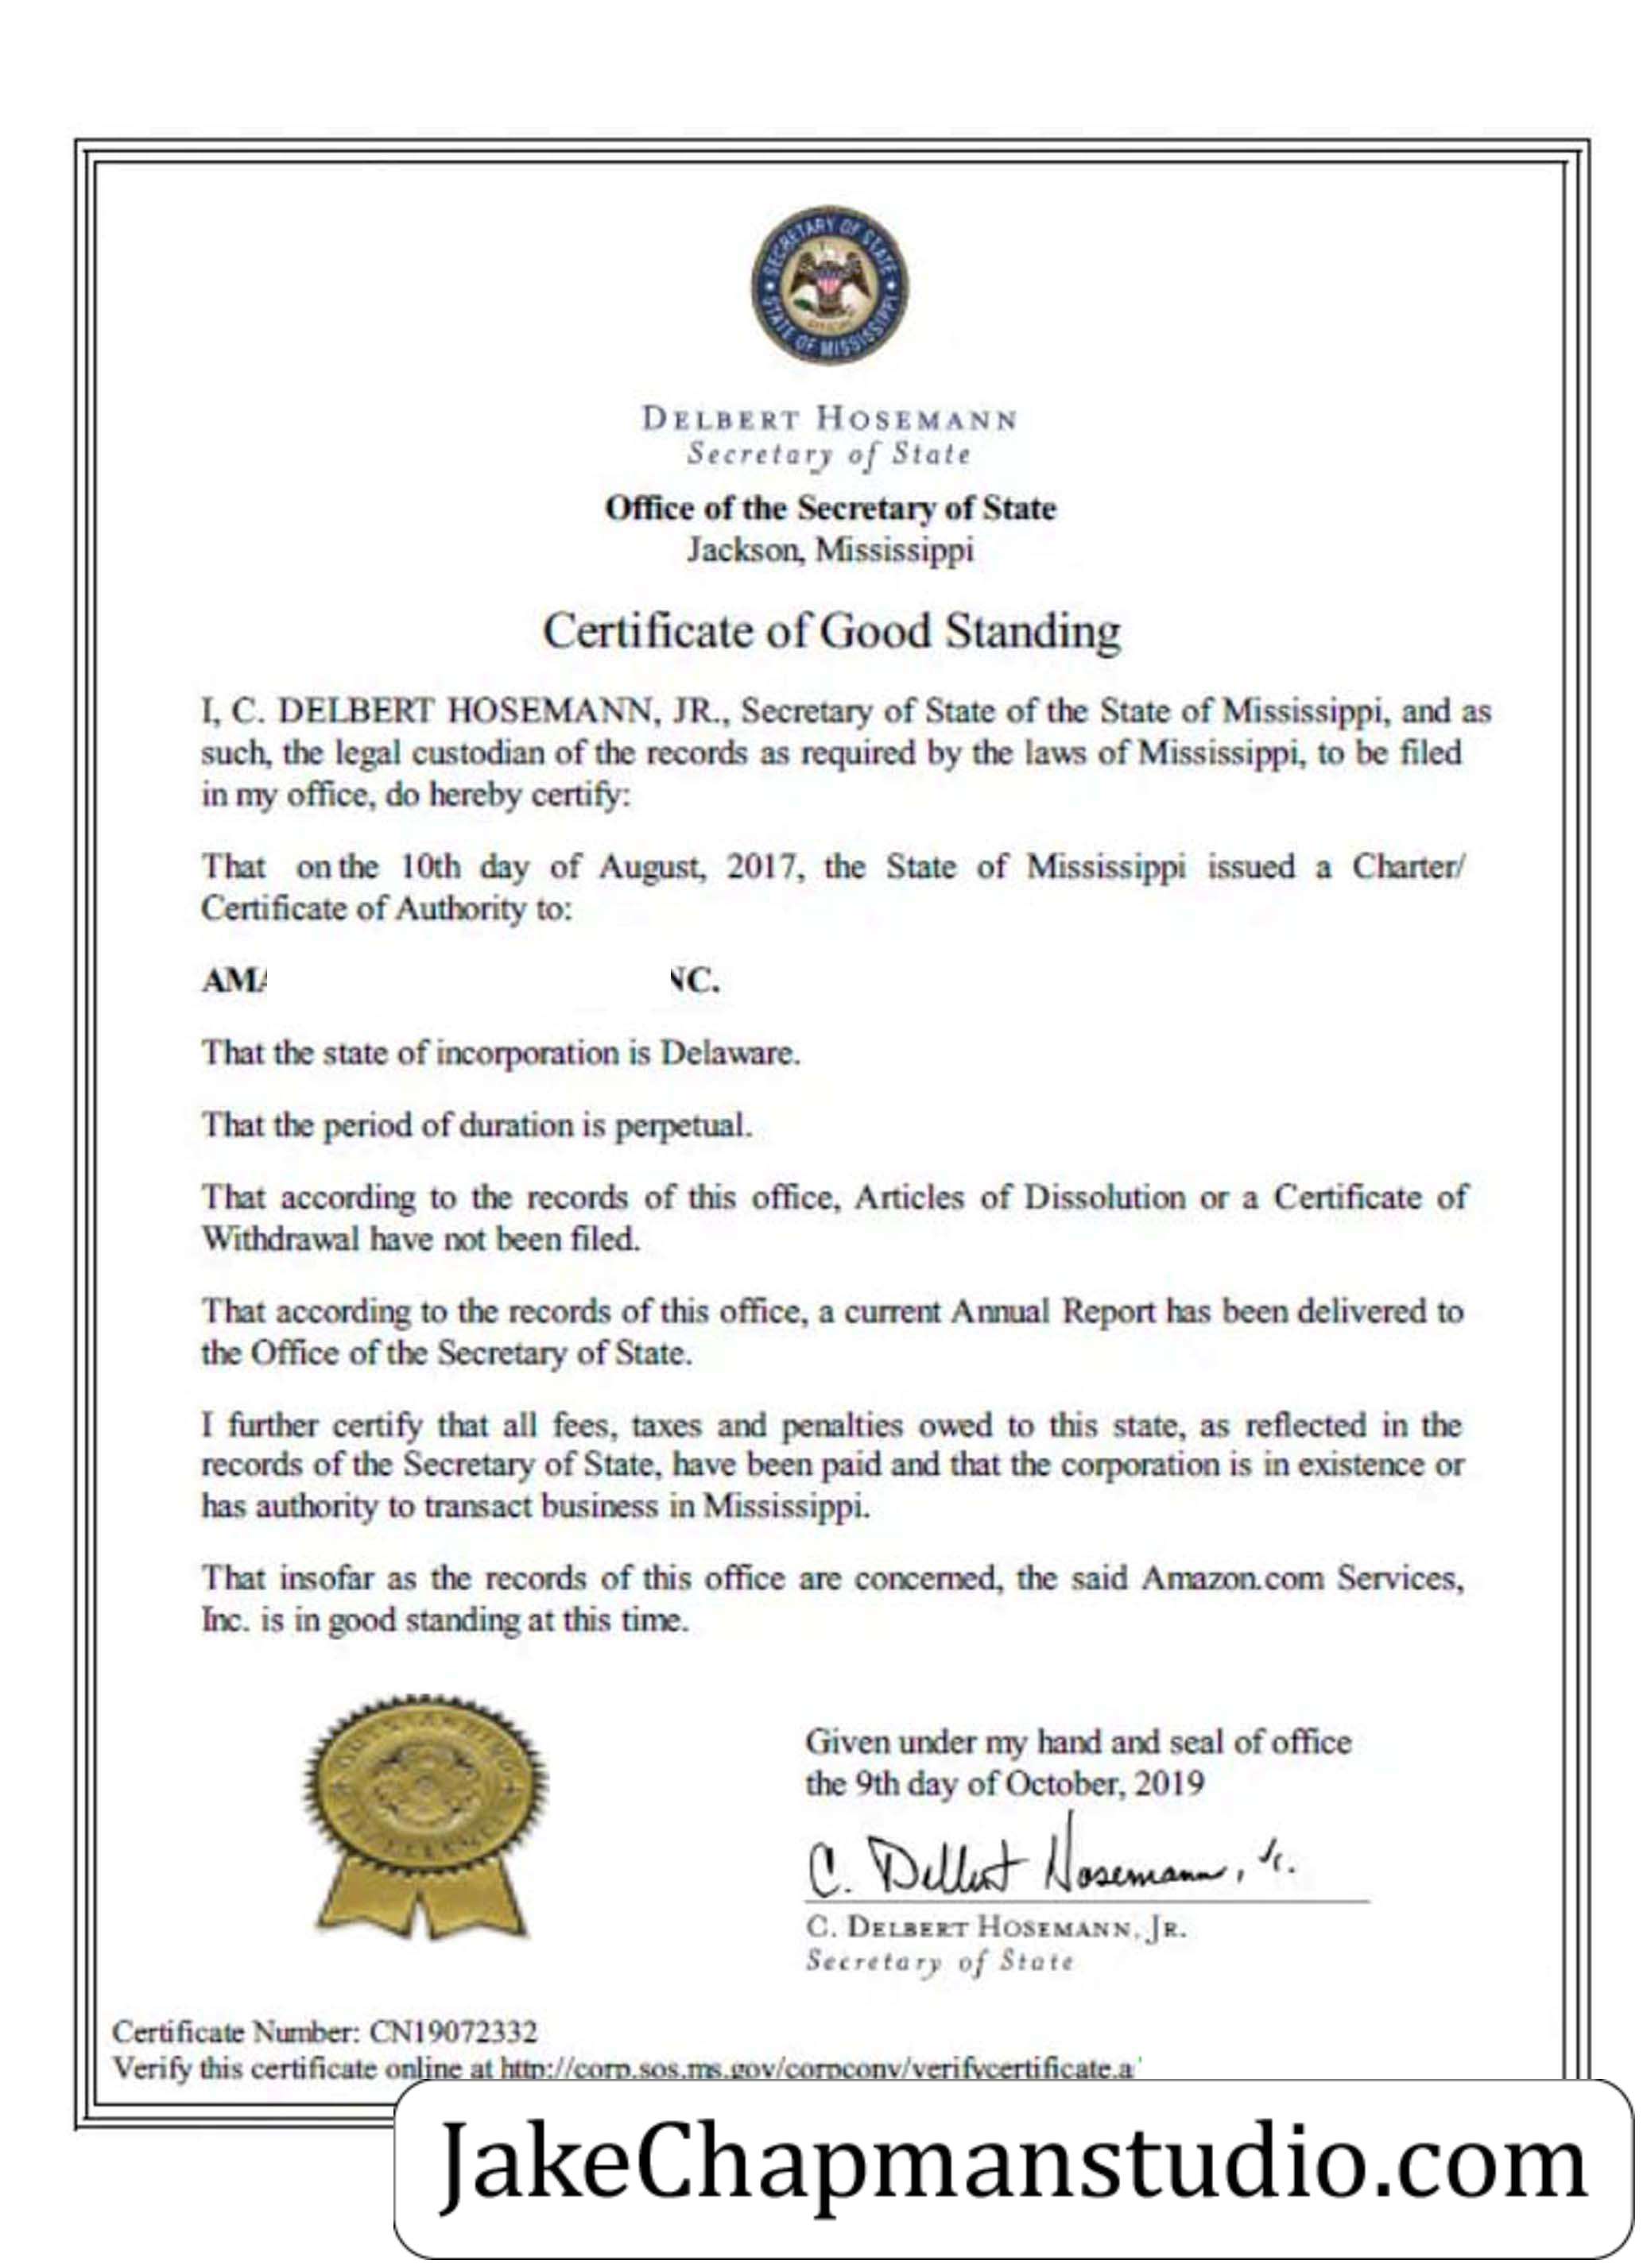 SECRETARY OF STATE
STATE OF MISSISSIPPI
DELBERT HOSEMANN
Secretary of State
Office of the Secretary of State
Jackson, Mississippi
Certificate of Good Standing
I, C. DELBERT HOSEMANN, JR., Secretary of State of the State of Mississippi, and as
such, the legal custodian of the records as required by the laws of Mississippi, to be filed
in my office, do hereby certify:
That on the 10th day of August, 2017, the State of Mississippi issued a Charter/
Certificate of Authority to:
AMA NC.
That the state of incorporation is Delaware.
That the period of duration is perpetual.
That according to the records of this office, Articles of Dissolution or a Certificate of
Withdrawal have not been filed.
That according to the records of this office, a current Annual Report has been delivered to
the Office of the Secretary of State.
I further certify that all fees, taxes and penalties owed to this state, as reflected in the
records of the Secretary of State, have been paid and that the corporation is in existence or
has authority to transact business in Mississippi.
That insofar as the records of this office are concerned, the said Amazon.com Services,
Inc. is in good standing at this time.
Given under my hand and seal of office
the 9th day of October, 2019
C. Delbert Hosemann, Jr.
C. DELBERT HOSEMANN, JR.
Secretary of State
Certificate Number: CN19072332
Verify this certificate online at http://corp.sos.ms.gov/corpconv/verifycertificate.a
JakeChapmanstudio.com